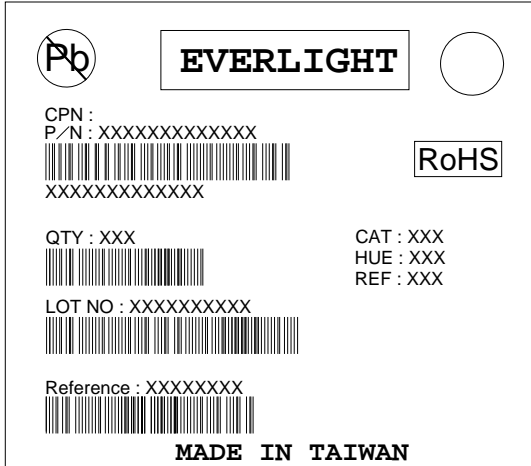 Pb
EVERLIGHT
CPN :
P/N : XXXXXXXXXXXXX
RoHS
XXXXXXXXXXXXX
QTY : XXX
CAT : XXX
HUE : XXX
REF : XXX
LOT NO : XXXXXXXXXX
Reference : XXXXXXXX
MADE IN TAIWAN